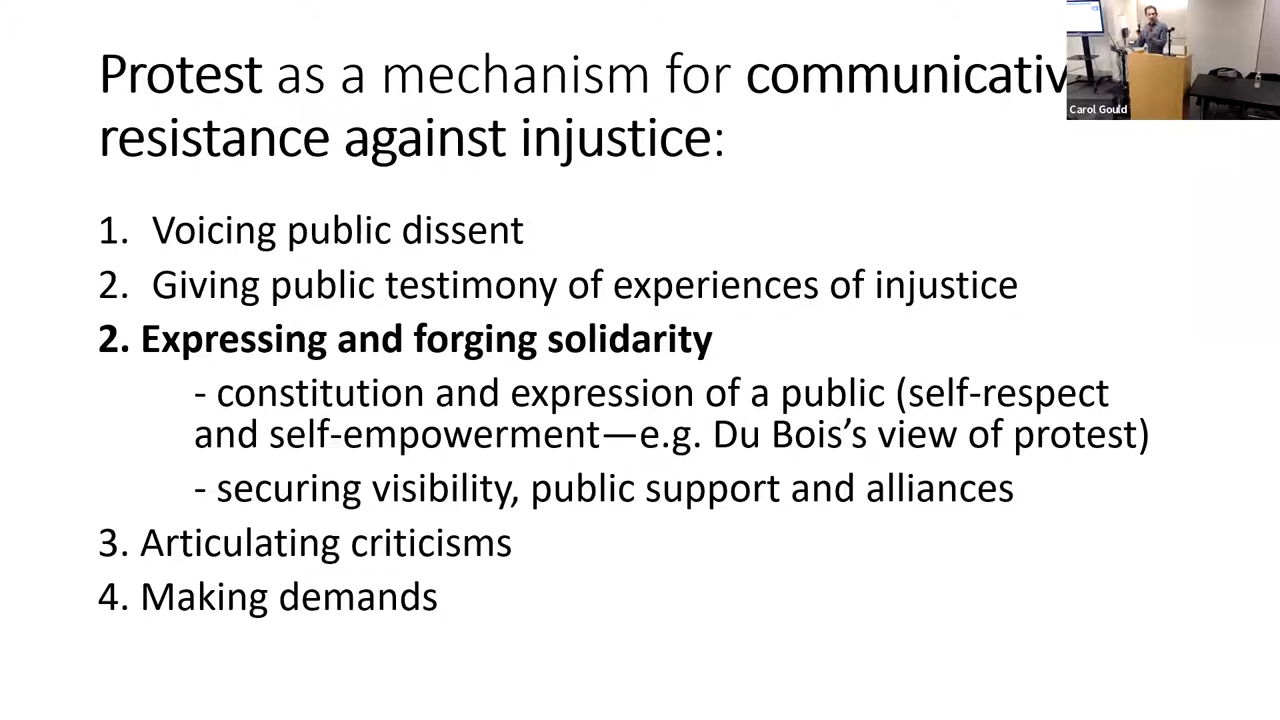 Protest as a mechanism for communicativ
resistance against injustice:
Carol Gould
1. Voicing public dissent
2. Giving public testimony of experiences of injustice
2. Expressing and forging solidarity
- constitution and expression of a public (self-respect
and self-empowerment—e.g. Du Bois’s view of protest)
- securing visibility, public support and alliances
3. Articulating criticisms
4. Making demands